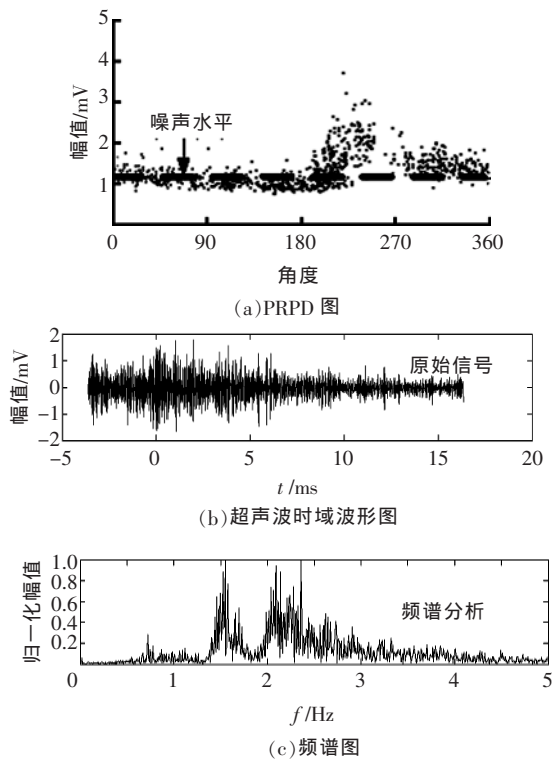 5
4
3
2
1
幅值/mV
噪声水平
0 90 180 270 360
角度
(a)PRPD 图
2
1
0
-1
-2
幅值/mV
原始信号
-5 0 5 10 15 20
t /ms
(b)超声波时域波形图
1.0
0.8
0.6
0.4
0.2
归一化幅值
频谱分析
0 1 2 3 4 5
f /Hz
(c)频谱图